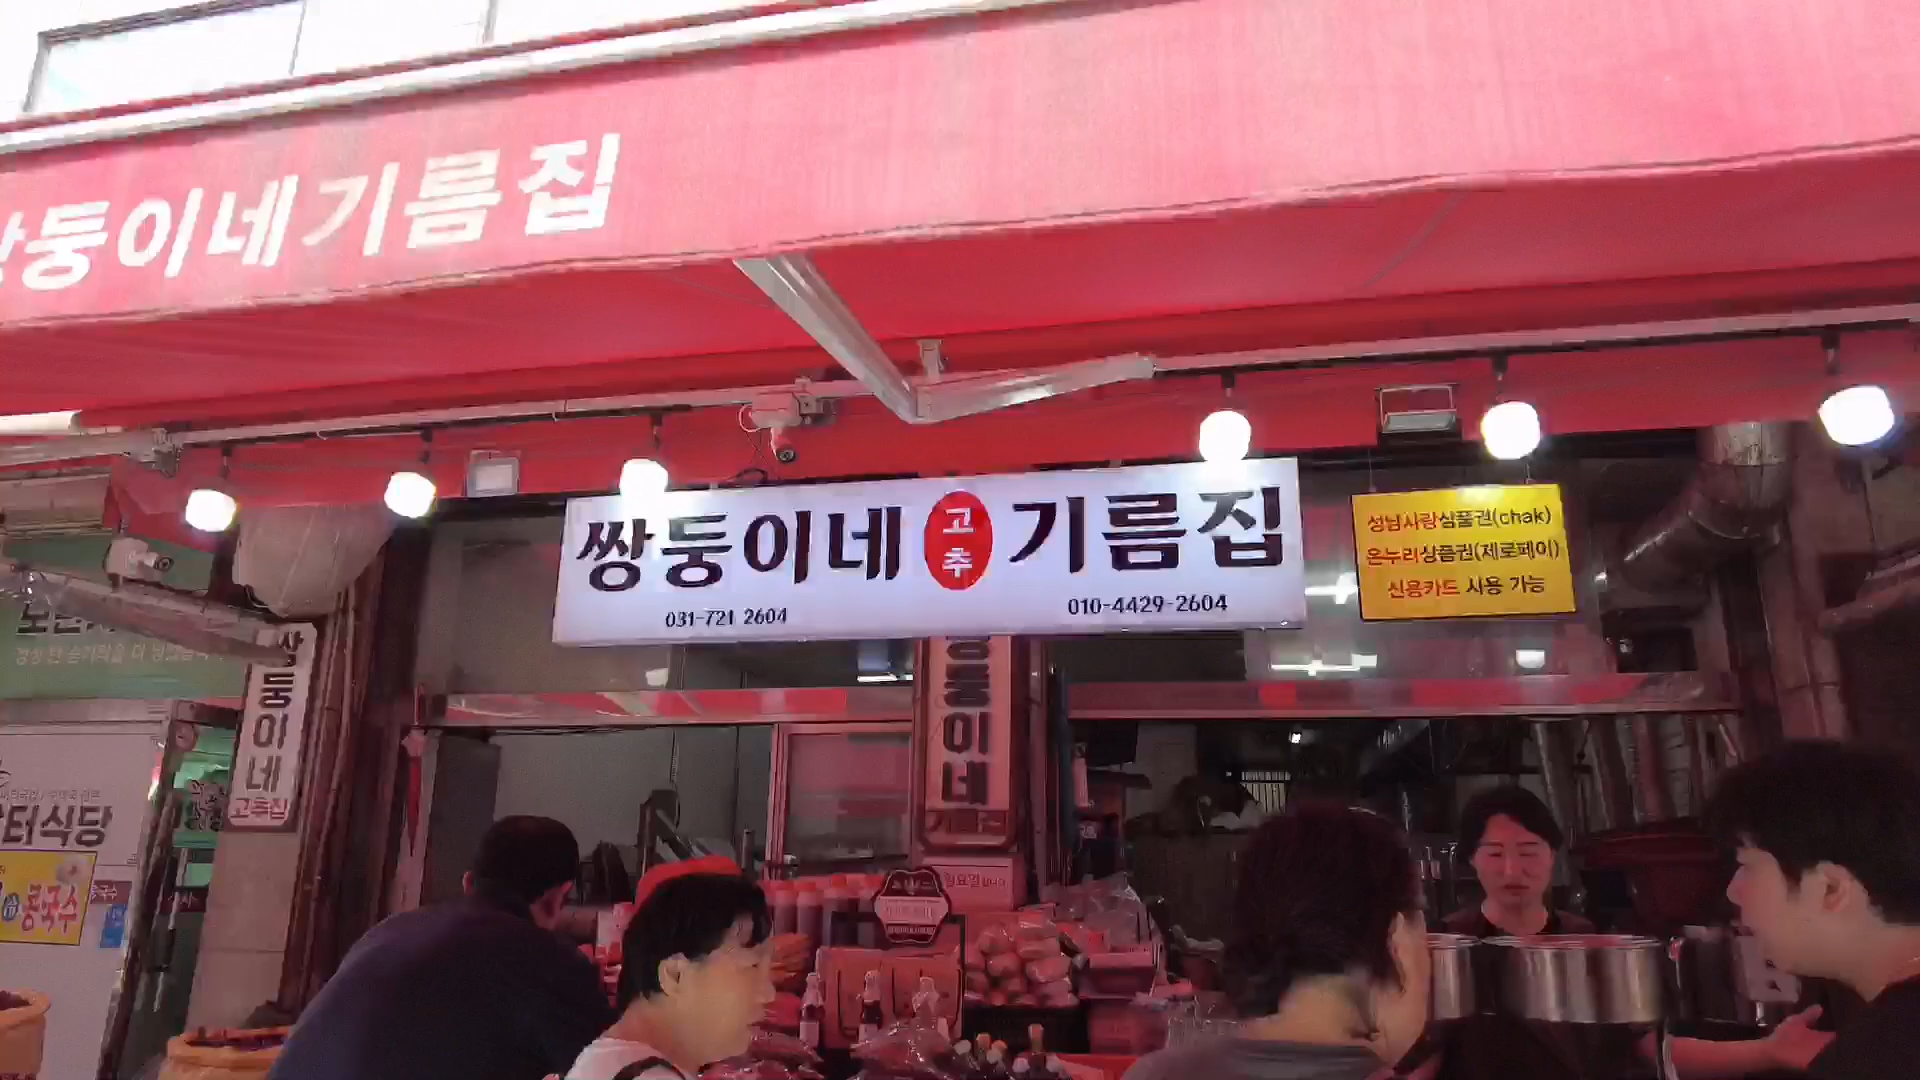 둥이네기름집
쌍둥이네 고추 기름집
031-721 2604
010-4429-2604
성남사랑상품권(chak)
온누리상품권(제로페이)
신용카드 사용 가능
쌍둥이네
고추집
둥이네
터식당
콩국수